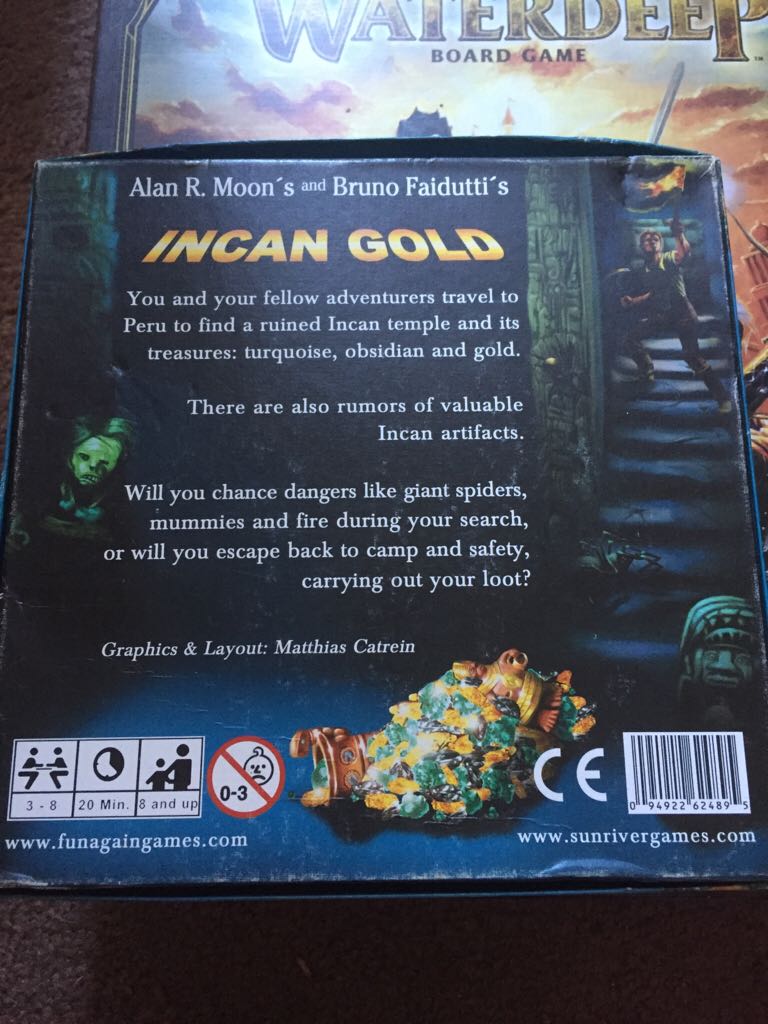 WATERDEEP
BOARD GAME
TM
Alan R. Moon´s and Bruno Faidutti´s
INCAN GOLD
You and your fellow adventurers travel to
Peru to find a ruined Incan temple and its
treasures: turquoise, obsidian and gold.
There are also rumors of valuable
Incan artifacts.
Will you chance dangers like giant spiders,
mummies and fire during your search,
or will you escape back to camp and safety,
carrying out your loot?
Graphics & Layout: Matthias Catrein
3 - 8
20 Min.
8 and up
0-3
CE
0 94922 62489 5
www.funagaingames.com
www.sunrivergames.com